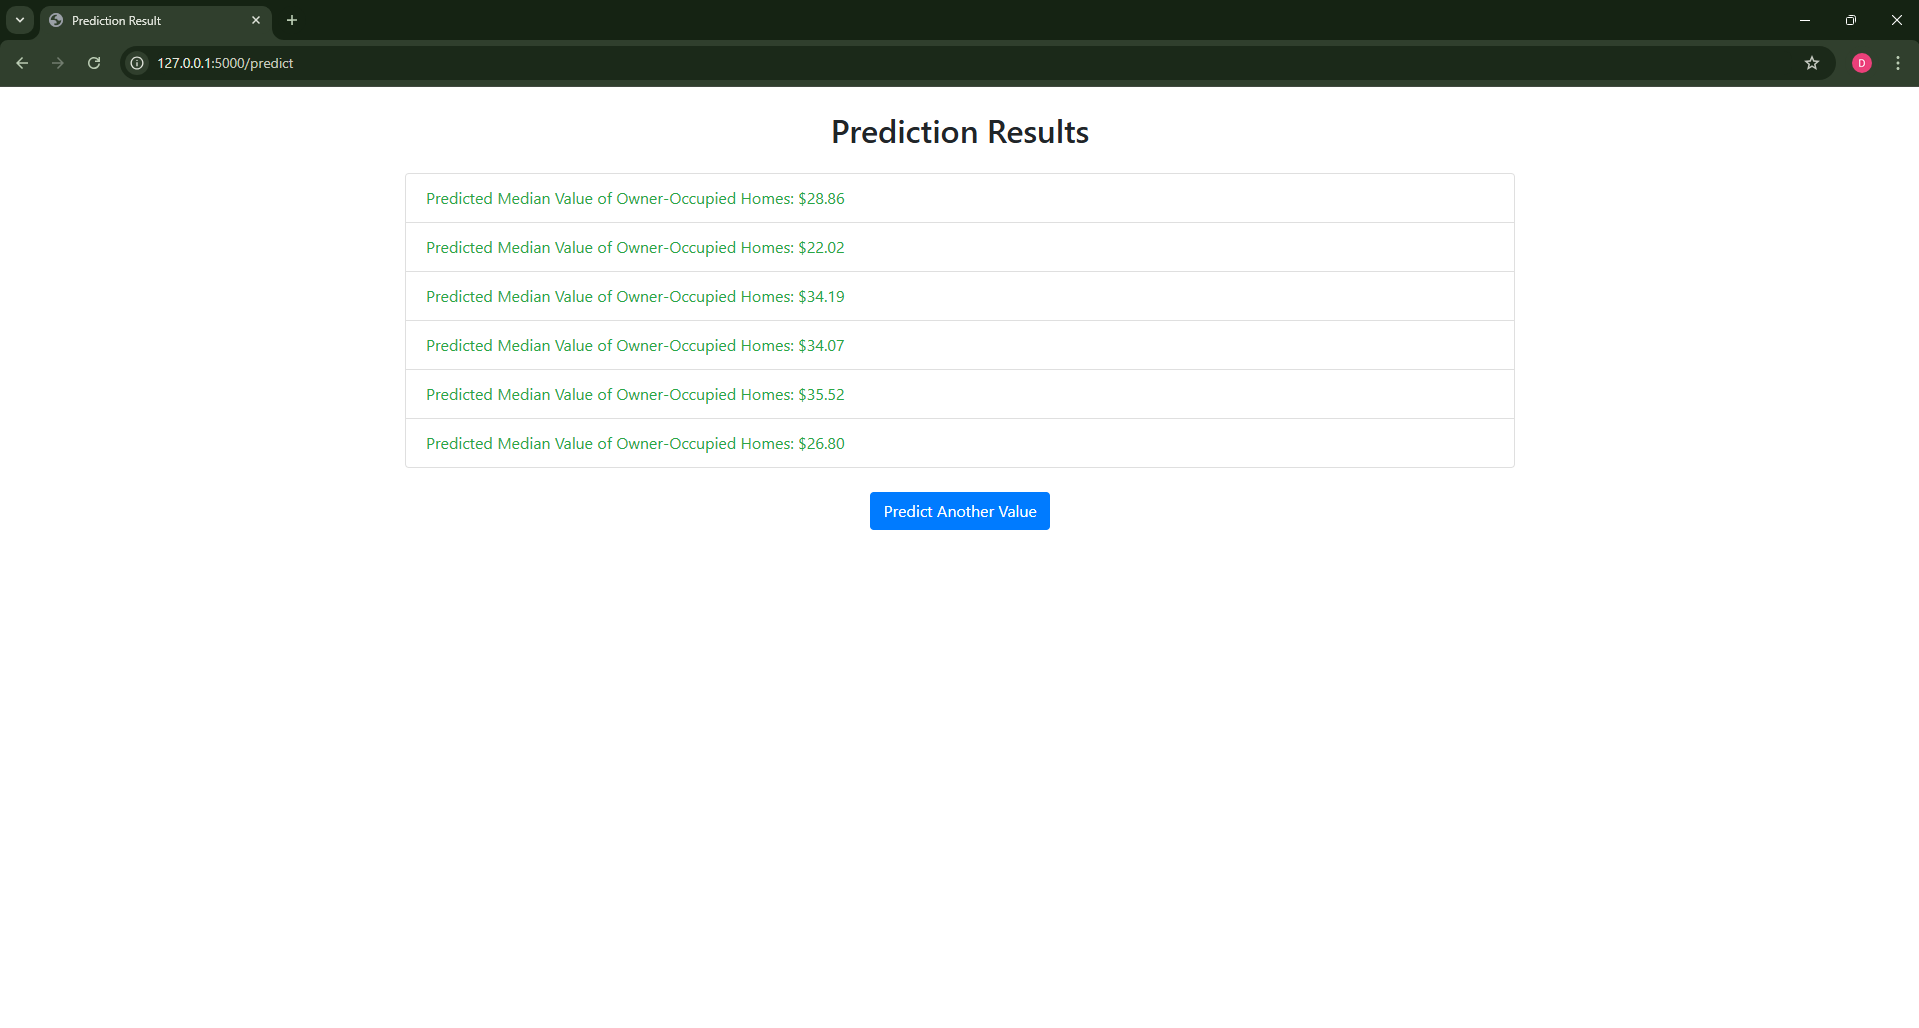 Prediction Result
127.0.0.1:5000/predict
D
Prediction Results
Predicted Median Value of Owner-Occupied Homes: $28.86
Predicted Median Value of Owner-Occupied Homes: $22.02
Predicted Median Value of Owner-Occupied Homes: $34.19
Predicted Median Value of Owner-Occupied Homes: $34.07
Predicted Median Value of Owner-Occupied Homes: $35.52
Predicted Median Value of Owner-Occupied Homes: $26.80
Predict Another Value